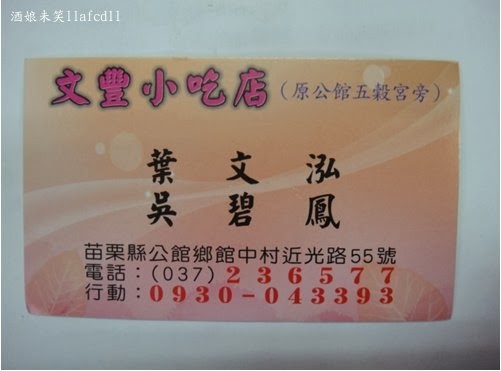 酒娘未笑llafcdll
文豐小吃店（原公館五穀宮旁）
葉文泓
吳碧鳳
苗栗縣公館鄉館中村近光路55號
電話：(037)236577
行動：0930-043393